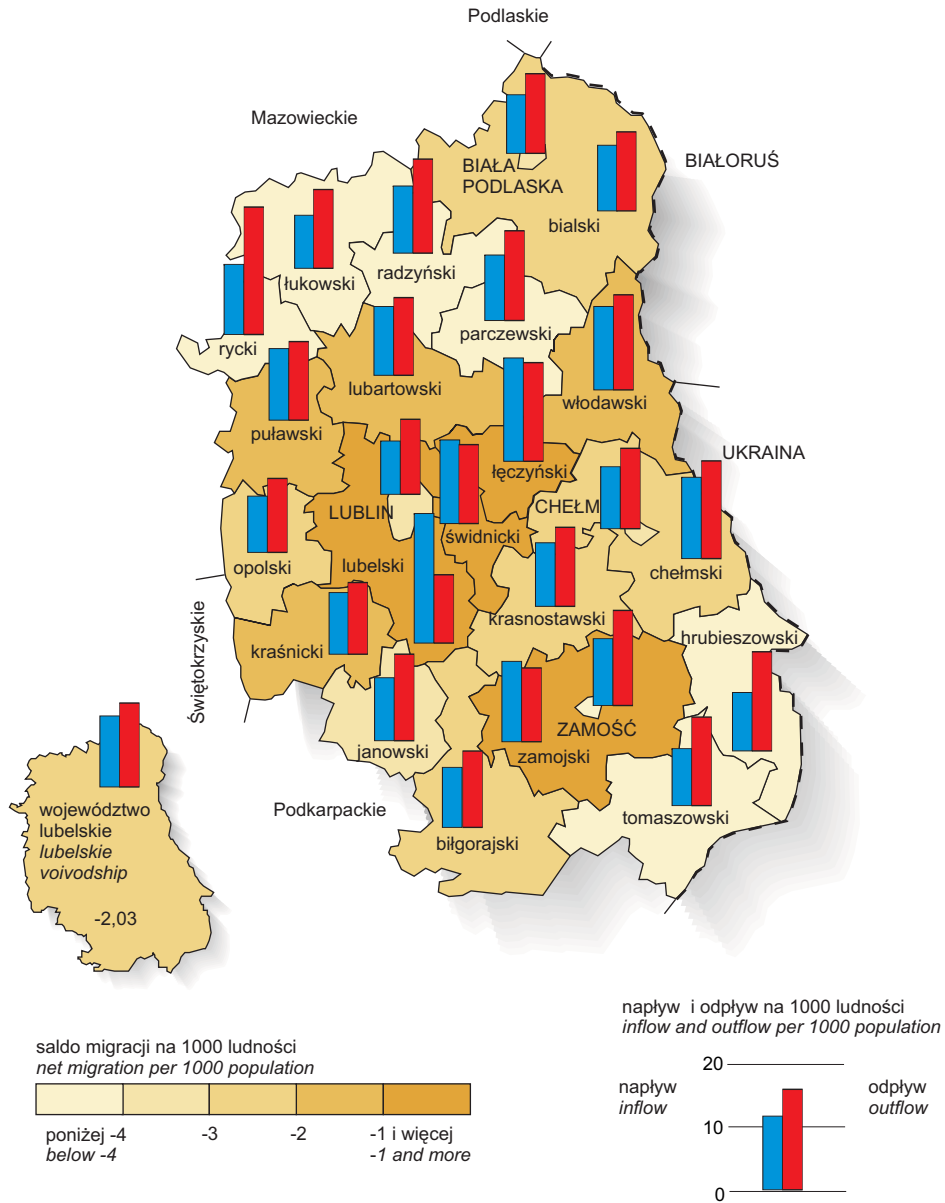 Podlaskie
Mazowieckie
BIAŁORUŚ
BIAŁA
PODLASKA
bialski
radzyński
łukowski
parczewski
rycki
lubartowski
włodawski
puławski
UKRAINA
łęczyński
LUBLIN
CHEŁM
świdnicki
opolski
lubelski
chełmski
krasnostawski
hrubieszowski
kraśnicki
Świętokrzyskie
ZAMOŚĆ
janowski
zamojski
Podkarpackie
tomaszowski
biłgorajski
województwo
lubelskie
lubelskie
voivodship
-2,03
saldo migracji na 1000 ludności
net migration per 1000 population
poniżej -4
below -4
-3
-2
-1 i więcej
-1 and more
napływ i odpływ na 1000 ludności
inflow and outflow per 1000 population
20
napływ
inflow
odpływ
outflow
10
0